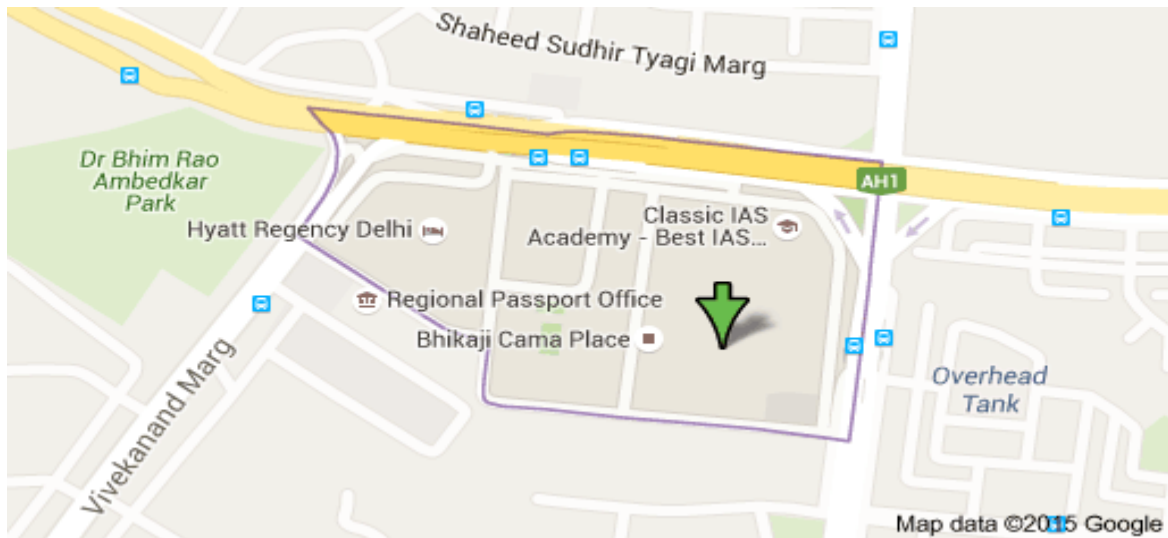 Shaheed Sudhir Tyagi Marg
Dr Bhim Rao
Ambedkar
Park
AH1
Hyatt Regency Delhi
Classic IAS
Academy - Best IAS...
Regional Passport Office
Bhikaji Cama Place
Vivekanand Marg
Overhead
Tank
Map data ©2015 Google